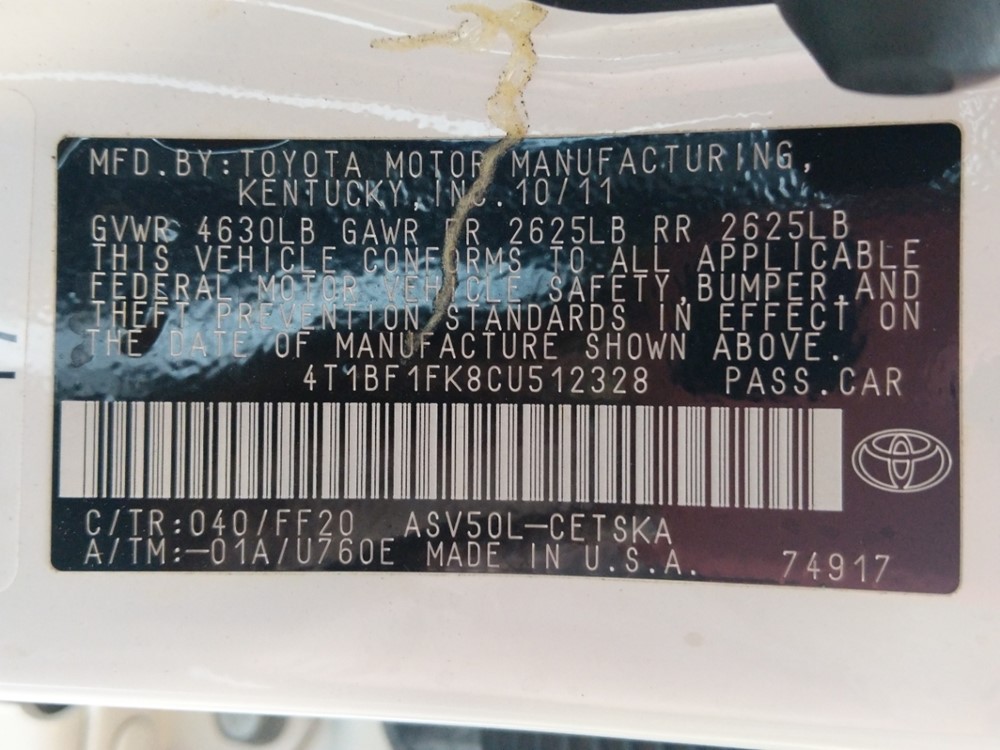 MFD.BY:TOYOTA MOTOR MANUFACTURING,
KENTUCKY,INC.10/11
GVWR 4630LB GAWR FR 2625LB RR 2625LB
THIS VEHICLE CONFORMS TO ALL APPLICABLE
FEDERAL MOTOR VEHICLE SAFETY,BUMPER,AND
THEFT PREVENTION STANDARDS IN EFFECT ON
THE DATE OF MANUFACTURE SHOWN ABOVE.
4T1BF1FK8CU512328 PASS.CAR
C/TR:040/FF20 ASV50L-CETSKA
A/TM:-01A/U760E MADE IN U.S.A. 74917